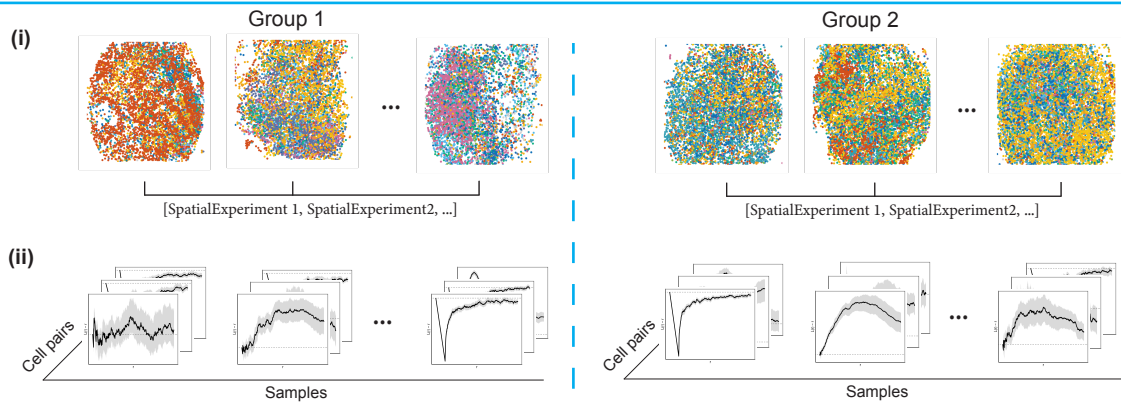 Group 1
Group 2
(i)
...
...
[SpatialExperiment 1, SpatialExperiment2, ...]
[SpatialExperiment 1, SpatialExperiment2, ...]
(ii)
...
...
Cell pairs
Cell pairs
Samples
Samples